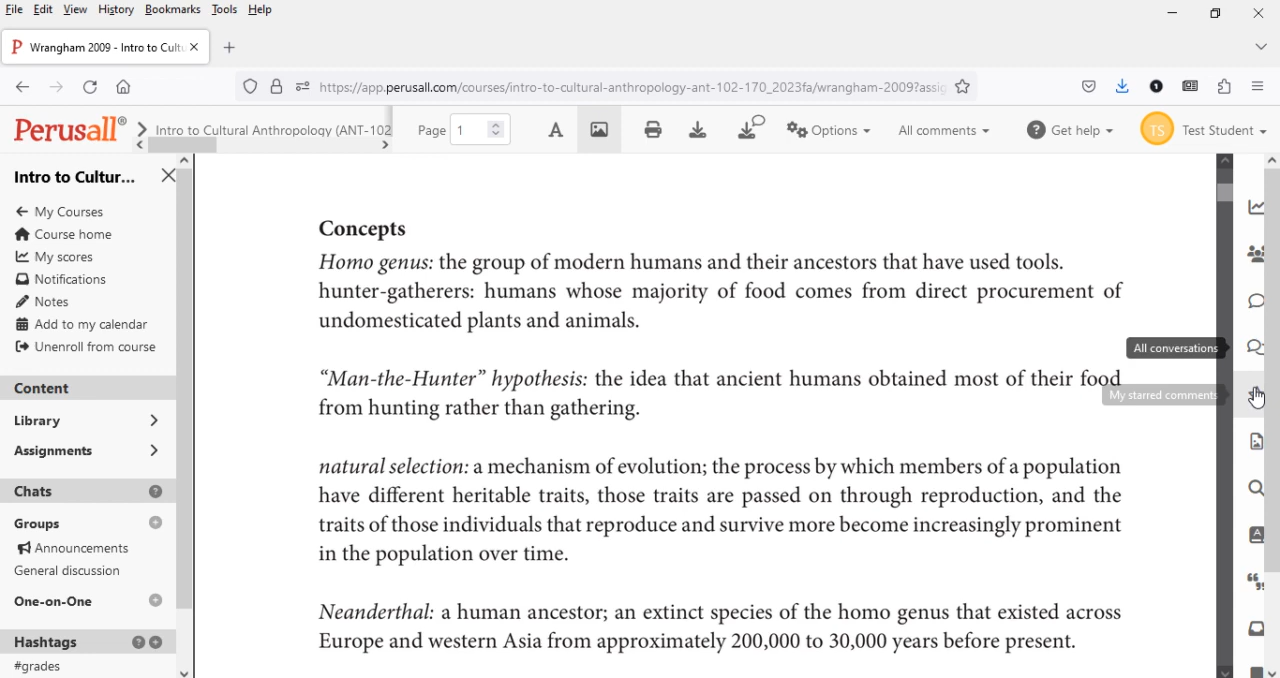 File Edit View History Bookmarks Tools Help
Wrangham 2009 - Intro to Cultu
https://app.perusall.com/courses/intro-to-cultural-anthropology-ant-102-170_2023fa/wrangham-2009?assig
Perusall® Intro to Cultural Anthropology (ANT-102 Page 1 A Options All comments ? Get help TS Test Student
Intro to Cultur...
My Courses
Course home
My scores
Notifications
Notes
Add to my calendar
Unenroll from course
Content
Library
Assignments
Chats
Groups
Announcements
General discussion
One-on-One
Hashtags
#grades
Concepts
Homo genus: the group of modern humans and their ancestors that have used tools.
hunter-gatherers: humans whose majority of food comes from direct procurement of
undomesticated plants and animals.
“Man-the-Hunter” hypothesis: the idea that ancient humans obtained most of their food
from hunting rather than gathering.
natural selection: a mechanism of evolution; the process by which members of a population
have different heritable traits, those traits are passed on through reproduction, and the
traits of those individuals that reproduce and survive more become increasingly prominent
in the population over time.
Neanderthal: a human ancestor; an extinct species of the homo genus that existed across
Europe and western Asia from approximately 200,000 to 30,000 years before present.
All conversations
My starred comments